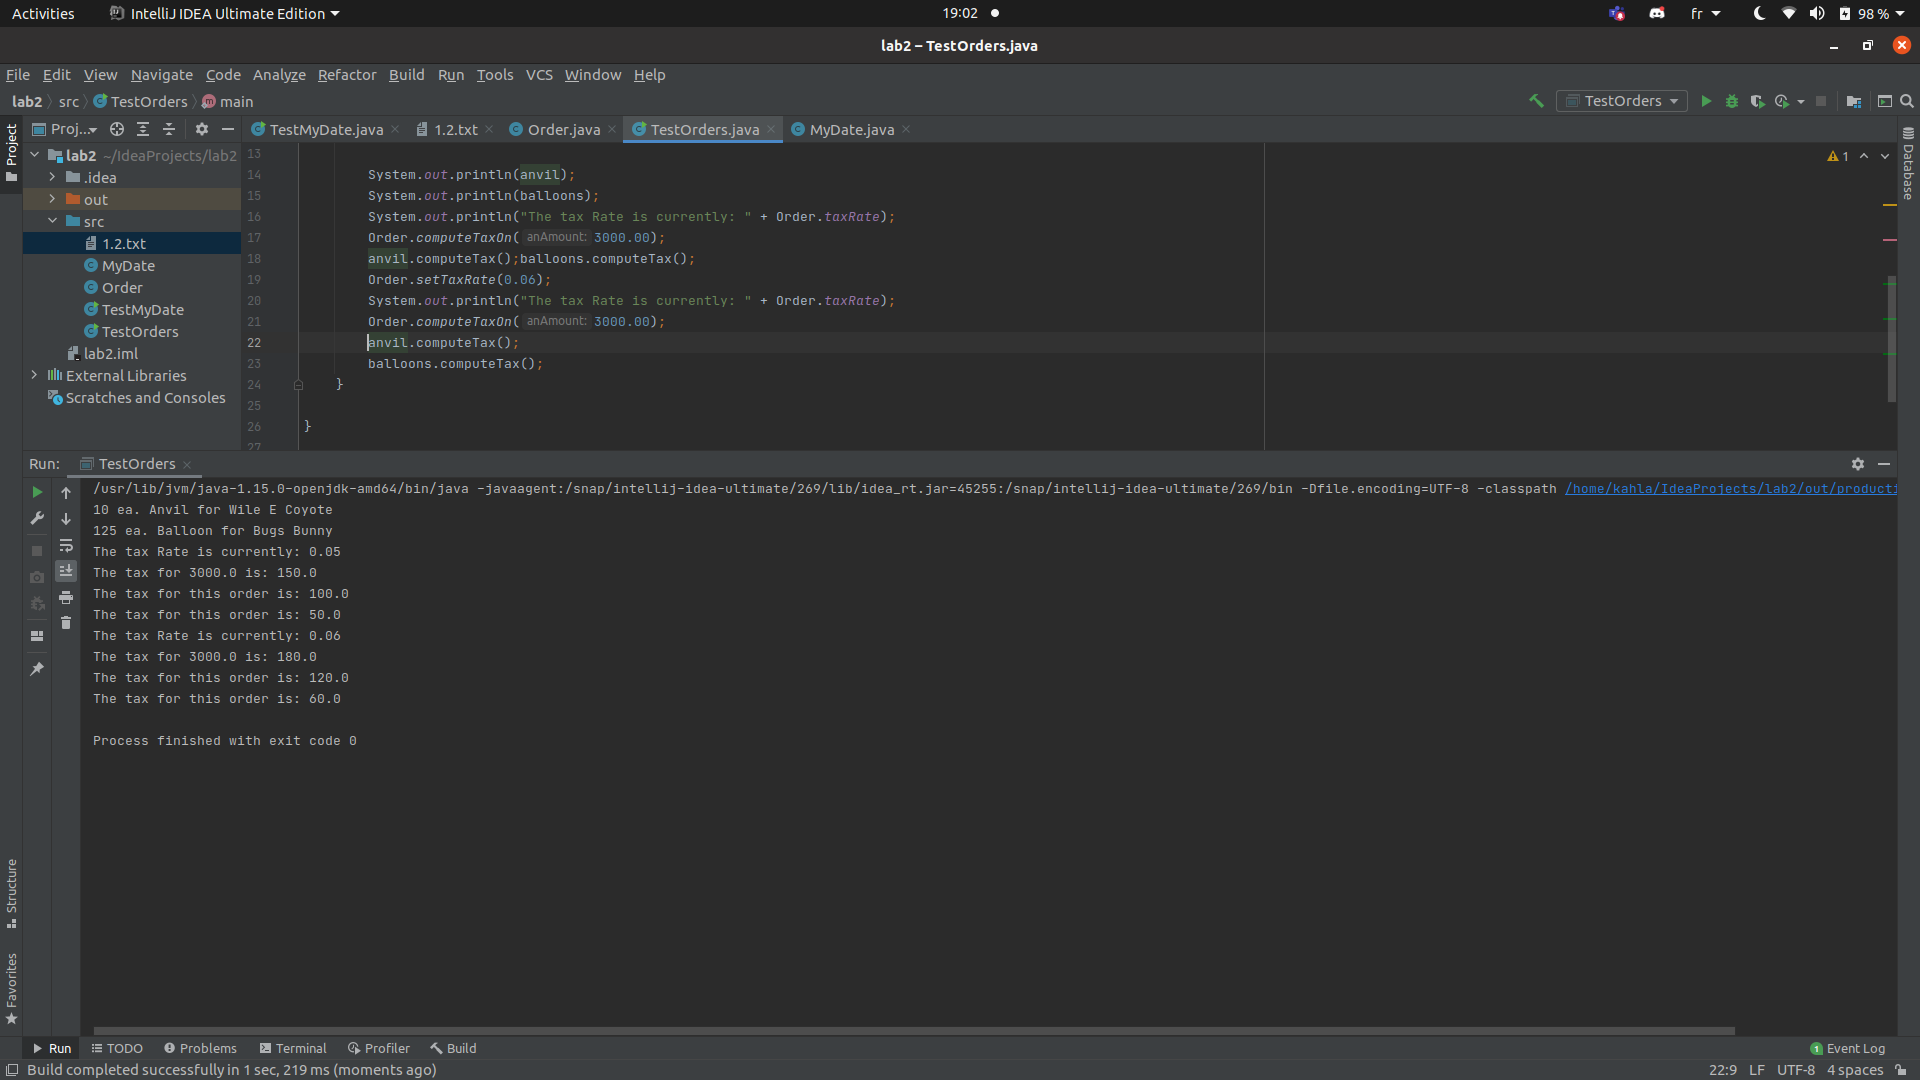 Activities
IntelliJ IDEA Ultimate Edition
19:02
fr
98 %
lab2 – TestOrders.java
File Edit View Navigate Code Analyze Refactor Build Run Tools VCS Window Help
lab2 src TestOrders main
TestOrders
Project
Proj...
TestMyDate.java
1.2.txt
Order.java
TestOrders.java
MyDate.java
Database
lab2 ~/IdeaProjects/lab2
.idea
out
src
1.2.txt
MyDate
Order
TestMyDate
TestOrders
lab2.iml
External Libraries
Scratches and Consoles
1
13
14 System.out.println(anvil);
15 System.out.println(balloons);
16 System.out.println("The tax Rate is currently: " + Order.taxRate);
17 Order.computeTaxOn( anAmount: 3000.00);
18 anvil.computeTax();balloons.computeTax();
19 Order.setTaxRate(0.06);
20 System.out.println("The tax Rate is currently: " + Order.taxRate);
21 Order.computeTaxOn( anAmount: 3000.00);
22 anvil.computeTax();
23 balloons.computeTax();
24 }
25
26 }
27
Run: TestOrders
/usr/lib/jvm/java-1.15.0-openjdk-amd64/bin/java -javaagent:/snap/intellij-idea-ultimate/269/lib/idea_rt.jar=45255:/snap/intellij-idea-ultimate/269/bin -Dfile.encoding=UTF-8 -classpath /home/kahla/IdeaProjects/lab2/out/producti
10 ea. Anvil for Wile E Coyote
125 ea. Balloon for Bugs Bunny
The tax Rate is currently: 0.05
The tax for 3000.0 is: 150.0
The tax for this order is: 100.0
The tax for this order is: 50.0
The tax Rate is currently: 0.06
The tax for 3000.0 is: 180.0
The tax for this order is: 120.0
The tax for this order is: 60.0
Process finished with exit code 0
Structure
Favorites
Run TODO Problems Terminal Profiler Build
1 Event Log
Build completed successfully in 1 sec, 219 ms (moments ago)
22:9 LF UTF-8 4 spaces